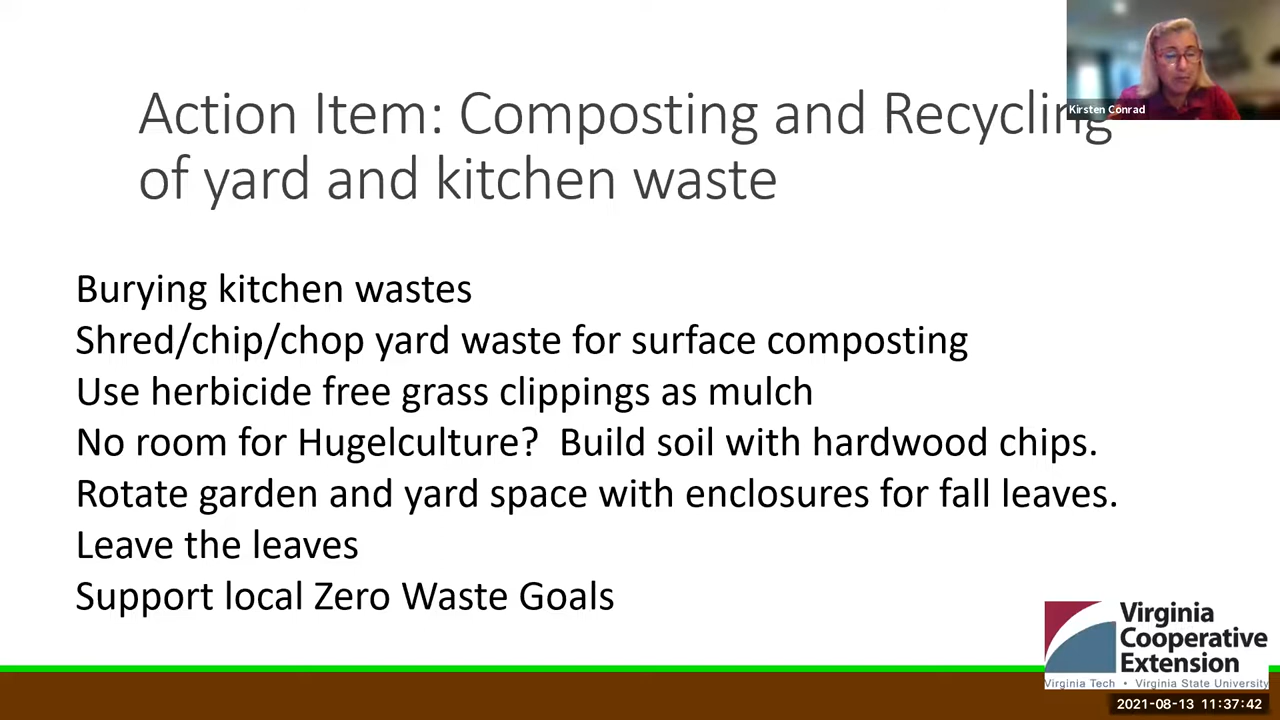 Kirsten Conrad
Action Item: Composting and Recycling
of yard and kitchen waste
Burying kitchen wastes
Shred/chip/chop yard waste for surface composting
Use herbicide free grass clippings as mulch
No room for Hugelculture?  Build soil with hardwood chips.
Rotate garden and yard space with enclosures for fall leaves.
Leave the leaves
Support local Zero Waste Goals
Virginia
Cooperative
Extension
Virginia Tech • Virginia State University
2021-08-13 11:37:42